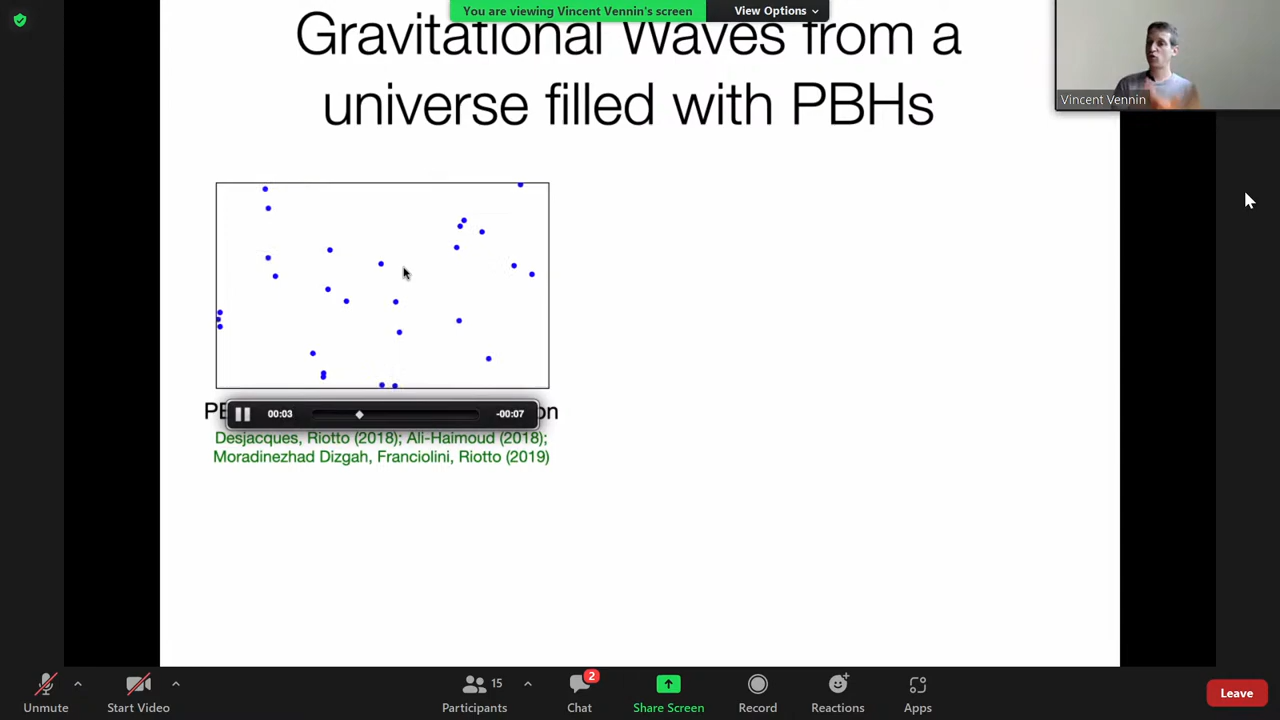 You are viewing Vincent Vennin's screen
View Options
Gravitational Waves from a
universe filled with PBHs
Vincent Vennin
00:03
-00:07
Desjacques, Riotto (2018); Ali-Haimoud (2018);
Moradinezhad Dizgah, Franciolini, Riotto (2019)
Unmute
Start Video
15
Participants
2
Chat
Share Screen
Record
Reactions
Apps
Leave